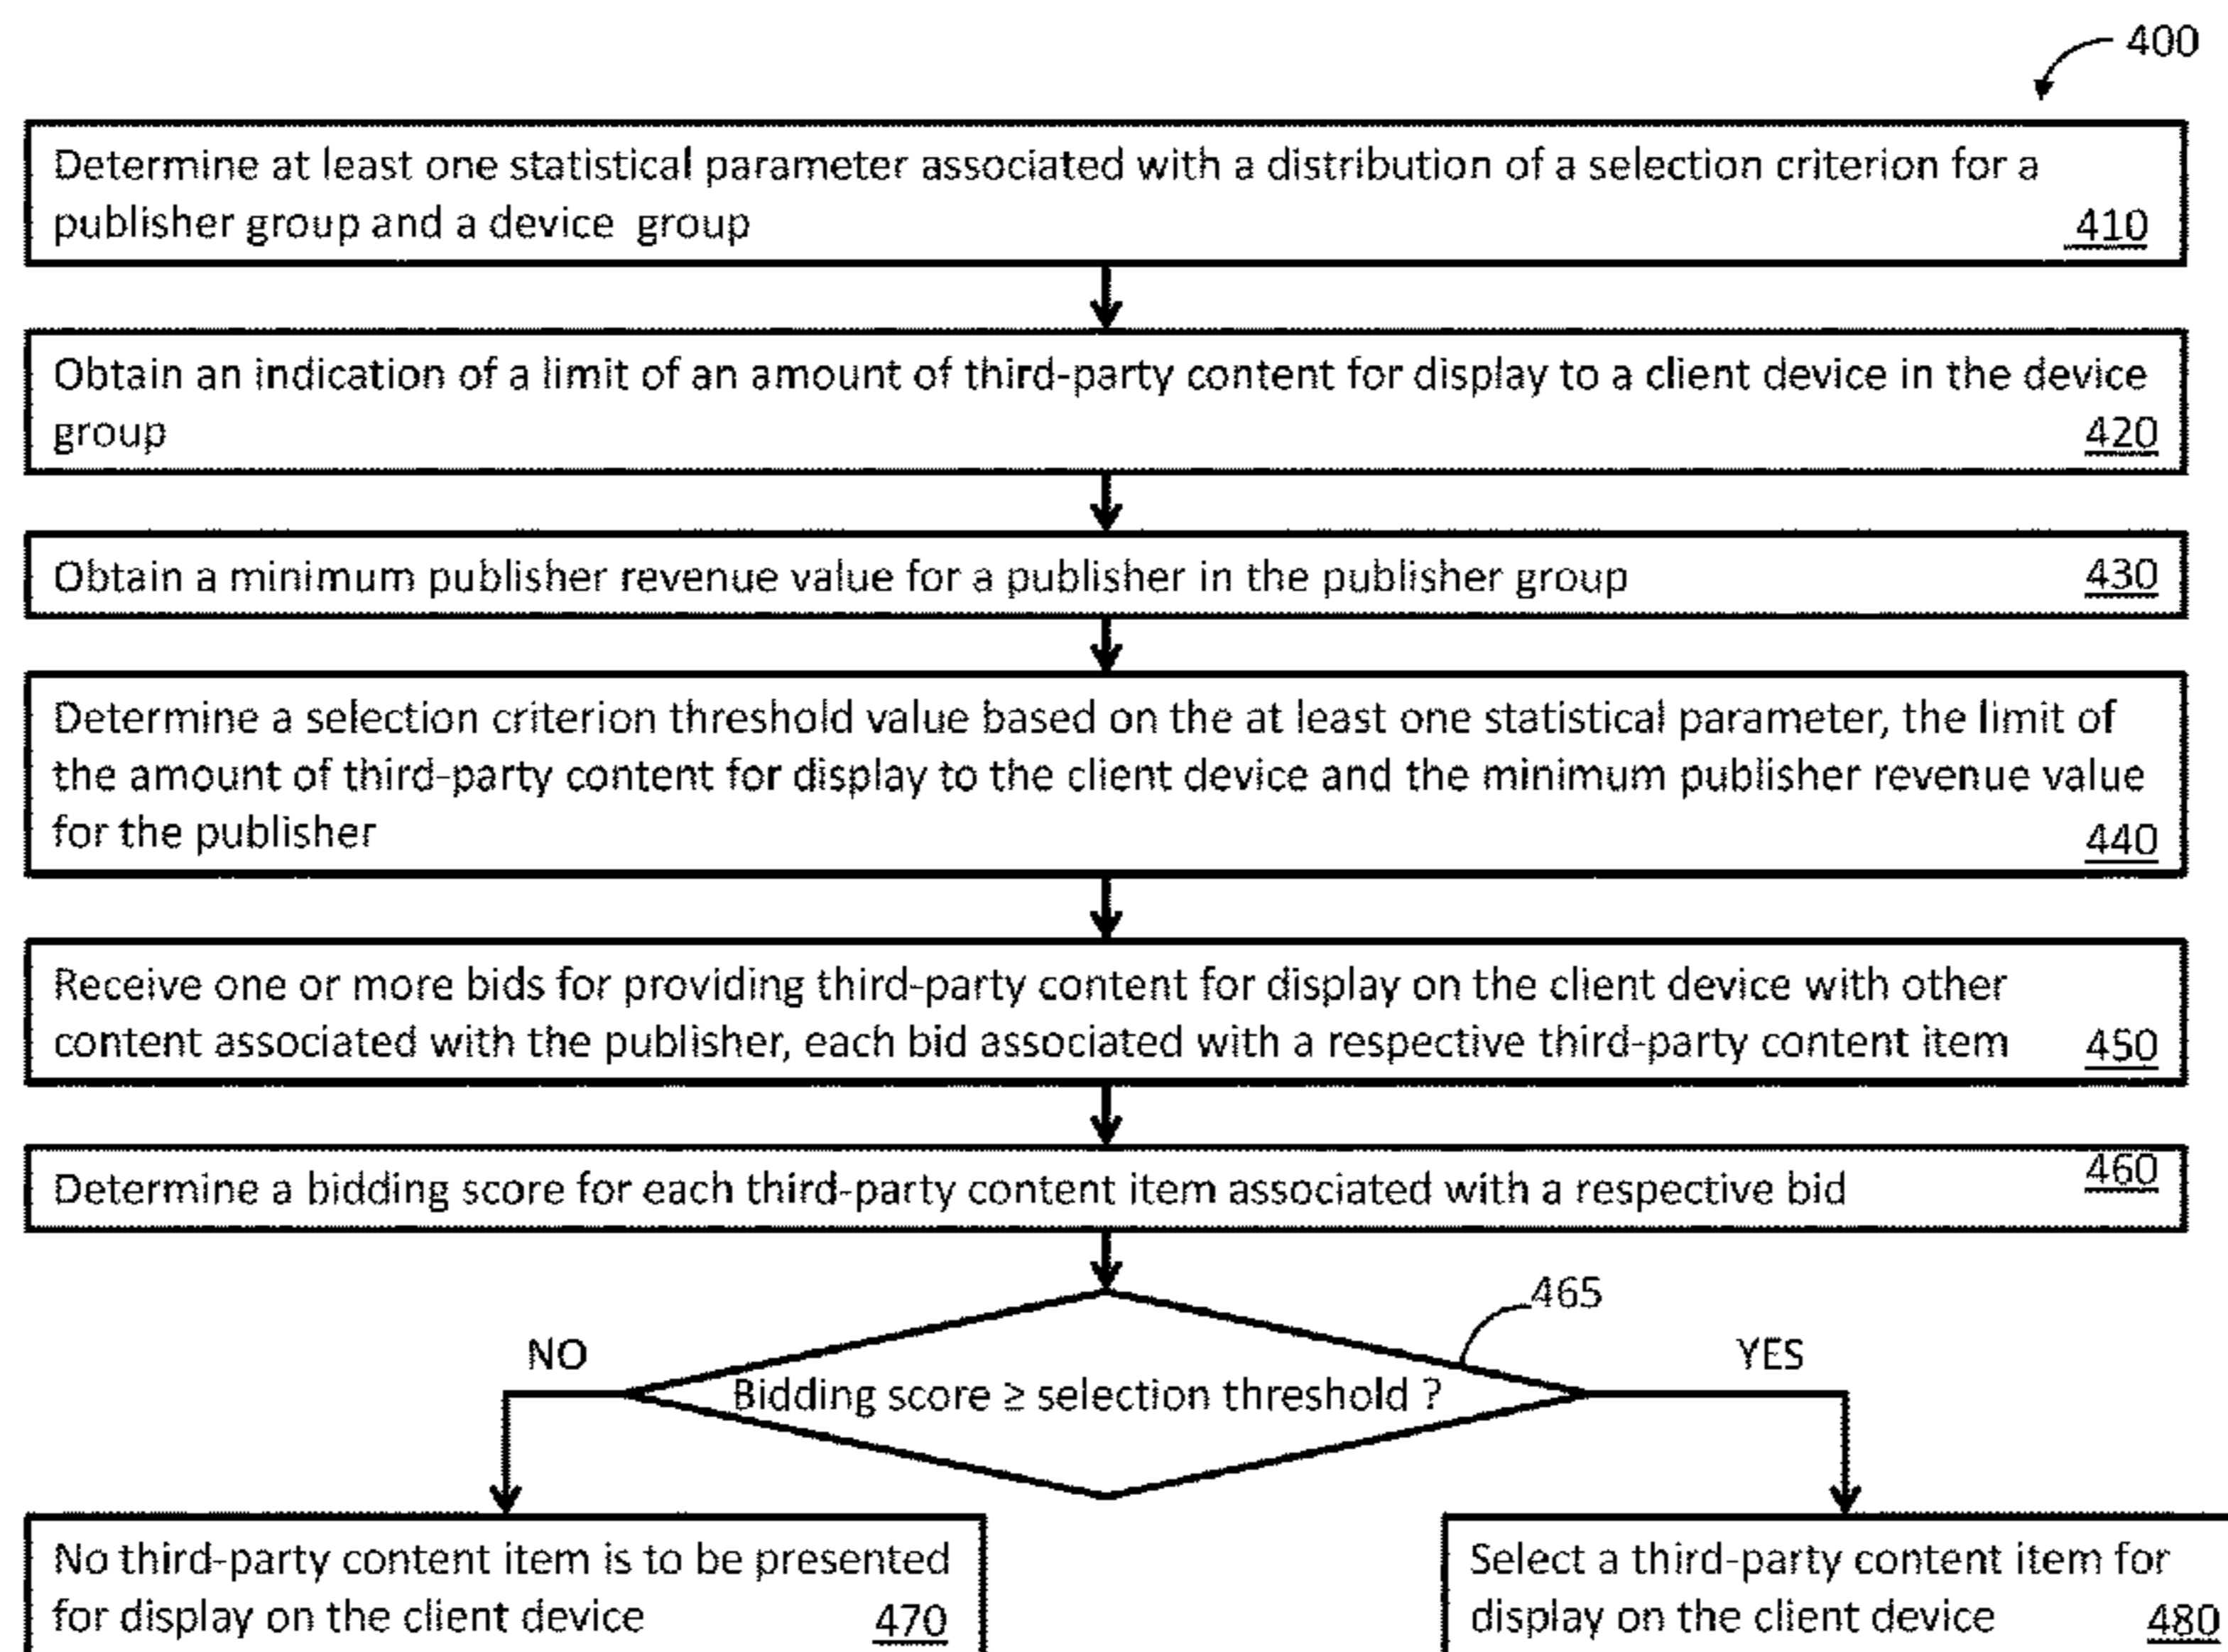 400
Determine at least one statistical parameter associated with a distribution of a selection criterion for a
publisher group and a device group 410
Obtain an indication of a limit of an amount of third-party content for display to a client device in the device
group 420
Obtain a minimum publisher revenue value for a publisher in the publisher group 430
Determine a selection criterion threshold value based on the at least one statistical parameter, the limit of
the amount of third-party content for display to the client device and the minimum publisher revenue value
for the publisher 440
Receive one or more bids for providing third-party content for display on the client device with other
content associated with the publisher, each bid associated with a respective third-party content item 450
Determine a bidding score for each third-party content item associated with a respective bid 460
465
NO
YES
Bidding score ≥ selection threshold ?
No third-party content item is to be presented
for display on the client device 470
Select a third-party content item for
display on the client device 480